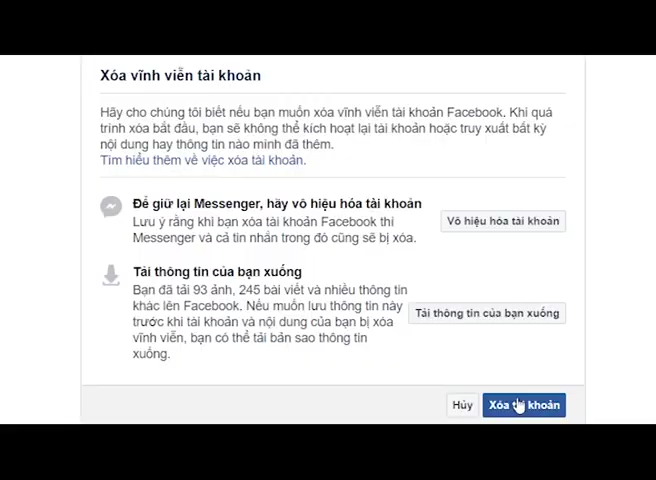 Xóa vĩnh viễn tài khoản
Hãy cho chúng tôi biết nếu bạn muốn xóa vĩnh viễn tài khoản Facebook. Khi quá
trình xóa bắt đầu, bạn sẽ không thể kích hoạt lại tài khoản hoặc truy xuất bất kỳ
nội dung hay thông tin nào mình đã thêm.
Tìm hiểu thêm về việc xóa tài khoản.
Để giữ lại Messenger, hãy vô hiệu hóa tài khoản
Lưu ý rằng khi bạn xóa tài khoản Facebook thì
Messenger và cả tin nhắn trong đó cũng sẽ bị xóa.
Vô hiệu hóa tài khoản
Tải thông tin của bạn xuống
Bạn đã tải 93 ảnh, 245 bài viết và nhiều thông tin
khác lên Facebook. Nếu muốn lưu thông tin này
trước khi tài khoản và nội dung của bạn bị xóa
vĩnh viễn, bạn có thể tải bản sao thông tin
xuống.
Tải thông tin của bạn xuống
Hủy
Xóa tài khoản